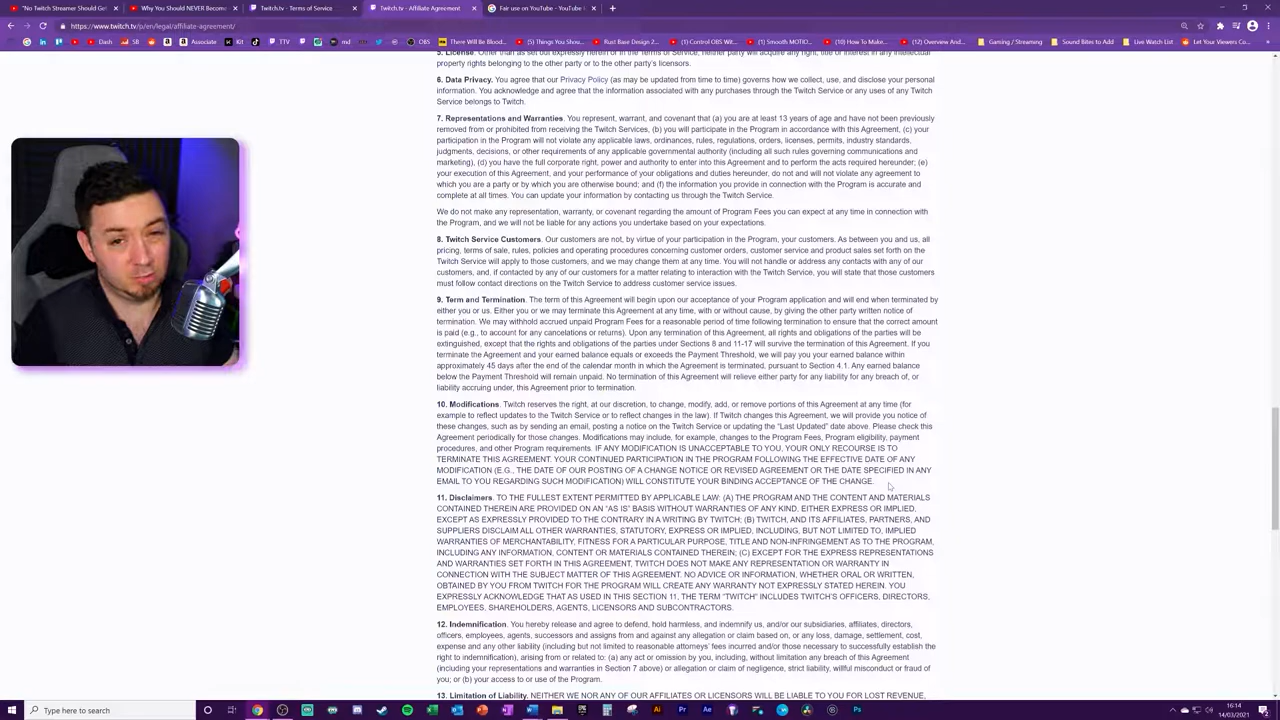 "No Twitch Streamer Should Get
Why You Should NEVER Become
Twitch.tv - Terms of Service
Twitch.tv - Affiliate Agreement
Fair use on YouTube - YouTube
https://www.twitch.tv/p/en/legal/affiliate-agreement/
Dash
SB
Associate
Kit
TTV
md
OBS
There Will Be Blood...
(5) Things You Shou...
Rust Base Design 2...
(1) Control OBS Wit...
(1) Smooth MOTIO...
(10) How To Make...
(12) Overview And...
Gaming / Streaming
Sound Bites to Add
Live Watch List
Let Your Viewers Co...
5. License. Other than as set out expressly herein or in the Terms of Service, neither party will acquire any right, title or interest in any intellectual
property rights belonging to the other party or to the other party's licensors.
6. Data Privacy. You agree that our Privacy Policy (as may be updated from time to time) governs how we collect, use, and disclose your personal
information. You acknowledge and agree that the information associated with any purchases through the Twitch Service or any uses of any Twitch
Service belongs to Twitch.
7. Representations and Warranties. You represent, warrant, and covenant that (a) you are at least 13 years of age and have not been previously
removed from or prohibited from receiving the Twitch Services, (b) you will participate in the Program in accordance with this Agreement, (c) your
participation in the Program will not violate any applicable laws, ordinances, rules, regulations, orders, licenses, permits, industry standards,
judgments, decisions, or other requirements of any applicable governmental authority (including all such rules governing communications and
marketing), (d) you have the full corporate right, power and authority to enter into this Agreement and to perform the acts required hereunder; (e)
your execution of this Agreement, and your performance of your obligations and duties hereunder, do not and will not violate any agreement to
which you are a party or by which you are otherwise bound; and (f) the information you provide in connection with the Program is accurate and
complete at all times. You can update your information by contacting us through the Twitch Service.
We do not make any representation, warranty, or covenant regarding the amount of Program Fees you can expect at any time in connection with
the Program, and we will not be liable for any actions you undertake based on your expectations.
8. Twitch Service Customers. Our customers are not, by virtue of your participation in the Program, your customers. As between you and us, all
pricing, terms of sale, rules, policies and operating procedures concerning customer orders, customer service and product sales set forth on the
Twitch Service will apply to those customers, and we may change them at any time. You will not handle or address any contacts with any of our
customers, and, if contacted by any of our customers for a matter relating to interaction with the Twitch Service, you will state that those customers
must follow contact directions on the Twitch Service to address customer service issues.
9. Term and Termination. The term of this Agreement will begin upon our acceptance of your Program application and will end when terminated by
either you or us. Either you or we may terminate this Agreement at any time, with or without cause, by giving the other party written notice of
termination. We may withhold accrued unpaid Program Fees for a reasonable period of time following termination to ensure that the correct amount
is paid (e.g., to account for any cancelations or returns). Upon any termination of this Agreement, all rights and obligations of the parties will be
extinguished, except that the rights and obligations of the parties under Sections 8 and 11-17 will survive the termination of this Agreement. If you
terminate the Agreement and your earned balance equals or exceeds the Payment Threshold, we will pay you your earned balance within
approximately 45 days after the end of the calendar month in which the Agreement is terminated, pursuant to Section 4.1. Any earned balance
below the Payment Threshold will remain unpaid. No termination of this Agreement will relieve either party for any liability for any breach of, or
liability accruing under, this Agreement prior to termination.
10. Modifications. Twitch reserves the right, at our discretion, to change, modify, add, or remove portions of this Agreement at any time (for
example to reflect updates to the Twitch Service or to reflect changes in the law). If Twitch changes this Agreement, we will provide you notice of
these changes, such as by sending an email, posting a notice on the Twitch Service or updating the "Last Updated" date above. Please check this
Agreement periodically for those changes. Modifications may include, for example, changes to the Program Fees, Program eligibility, payment
procedures, and other Program requirements. IF ANY MODIFICATION IS UNACCEPTABLE TO YOU, YOUR ONLY RECOURSE IS TO
TERMINATE THIS AGREEMENT. YOUR CONTINUED PARTICIPATION IN THE PROGRAM FOLLOWING THE EFFECTIVE DATE OF ANY
MODIFICATION (E.G., THE DATE OF OUR POSTING OF A CHANGE NOTICE OR REVISED AGREEMENT OR THE DATE SPECIFIED IN ANY
EMAIL TO YOU REGARDING SUCH MODIFICATION) WILL CONSTITUTE YOUR BINDING ACCEPTANCE OF THE CHANGE.
11. Disclaimers. TO THE FULLEST EXTENT PERMITTED BY APPLICABLE LAW: (A) THE PROGRAM AND THE CONTENT AND MATERIALS
CONTAINED THEREIN ARE PROVIDED ON AN "AS IS" BASIS WITHOUT WARRANTIES OF ANY KIND, EITHER EXPRESS OR IMPLIED,
EXCEPT AS EXPRESSLY PROVIDED TO THE CONTRARY IN A WRITING BY TWITCH; (B) TWITCH, AND ITS AFFILIATES, PARTNERS, AND
SUPPLIERS DISCLAIM ALL OTHER WARRANTIES, STATUTORY, EXPRESS OR IMPLIED, INCLUDING, BUT NOT LIMITED TO, IMPLIED
WARRANTIES OF MERCHANTABILITY, FITNESS FOR A PARTICULAR PURPOSE, TITLE AND NON-INFRINGEMENT AS TO THE PROGRAM,
INCLUDING ANY INFORMATION, CONTENT OR MATERIALS CONTAINED THEREIN; (C) EXCEPT FOR THE EXPRESS REPRESENTATIONS
AND WARRANTIES SET FORTH IN THIS AGREEMENT, TWITCH DOES NOT MAKE ANY REPRESENTATION OR WARRANTY IN
CONNECTION WITH THE SUBJECT MATTER OF THIS AGREEMENT. NO ADVICE OR INFORMATION, WHETHER ORAL OR WRITTEN,
OBTAINED BY YOU FROM TWITCH FOR THE PROGRAM WILL CREATE ANY WARRANTY NOT EXPRESSLY STATED HEREIN. YOU
EXPRESSLY ACKNOWLEDGE THAT AS USED IN THIS SECTION 11, THE TERM "TWITCH" INCLUDES TWITCH'S OFFICERS, DIRECTORS,
EMPLOYEES, SHAREHOLDERS, AGENTS, LICENSORS AND SUBCONTRACTORS.
12. Indemnification. You hereby release and agree to defend, hold harmless, and indemnify us, and/or our subsidiaries, affiliates, directors,
officers, employees, agents, successors and assigns from and against any allegation or claim based on, or any loss, damage, settlement, cost,
expense and any other liability (including but not limited to reasonable attorneys' fees incurred and/or those necessary to successfully establish the
right to indemnification), arising from or related to: (a) any act or omission by you, including, without limitation any breach of this Agreement
(including your representations and warranties in Section 7 above) or allegation or claim of negligence, strict liability, willful misconduct or fraud of
you; or (b) your access to or use of the Program.
13. Limitation of Liability. NEITHER WE NOR ANY OF OUR AFFILIATES OR LICENSORS WILL BE LIABLE TO YOU FOR LOST REVENUE,
Type here to search
16:14
14/03/2021